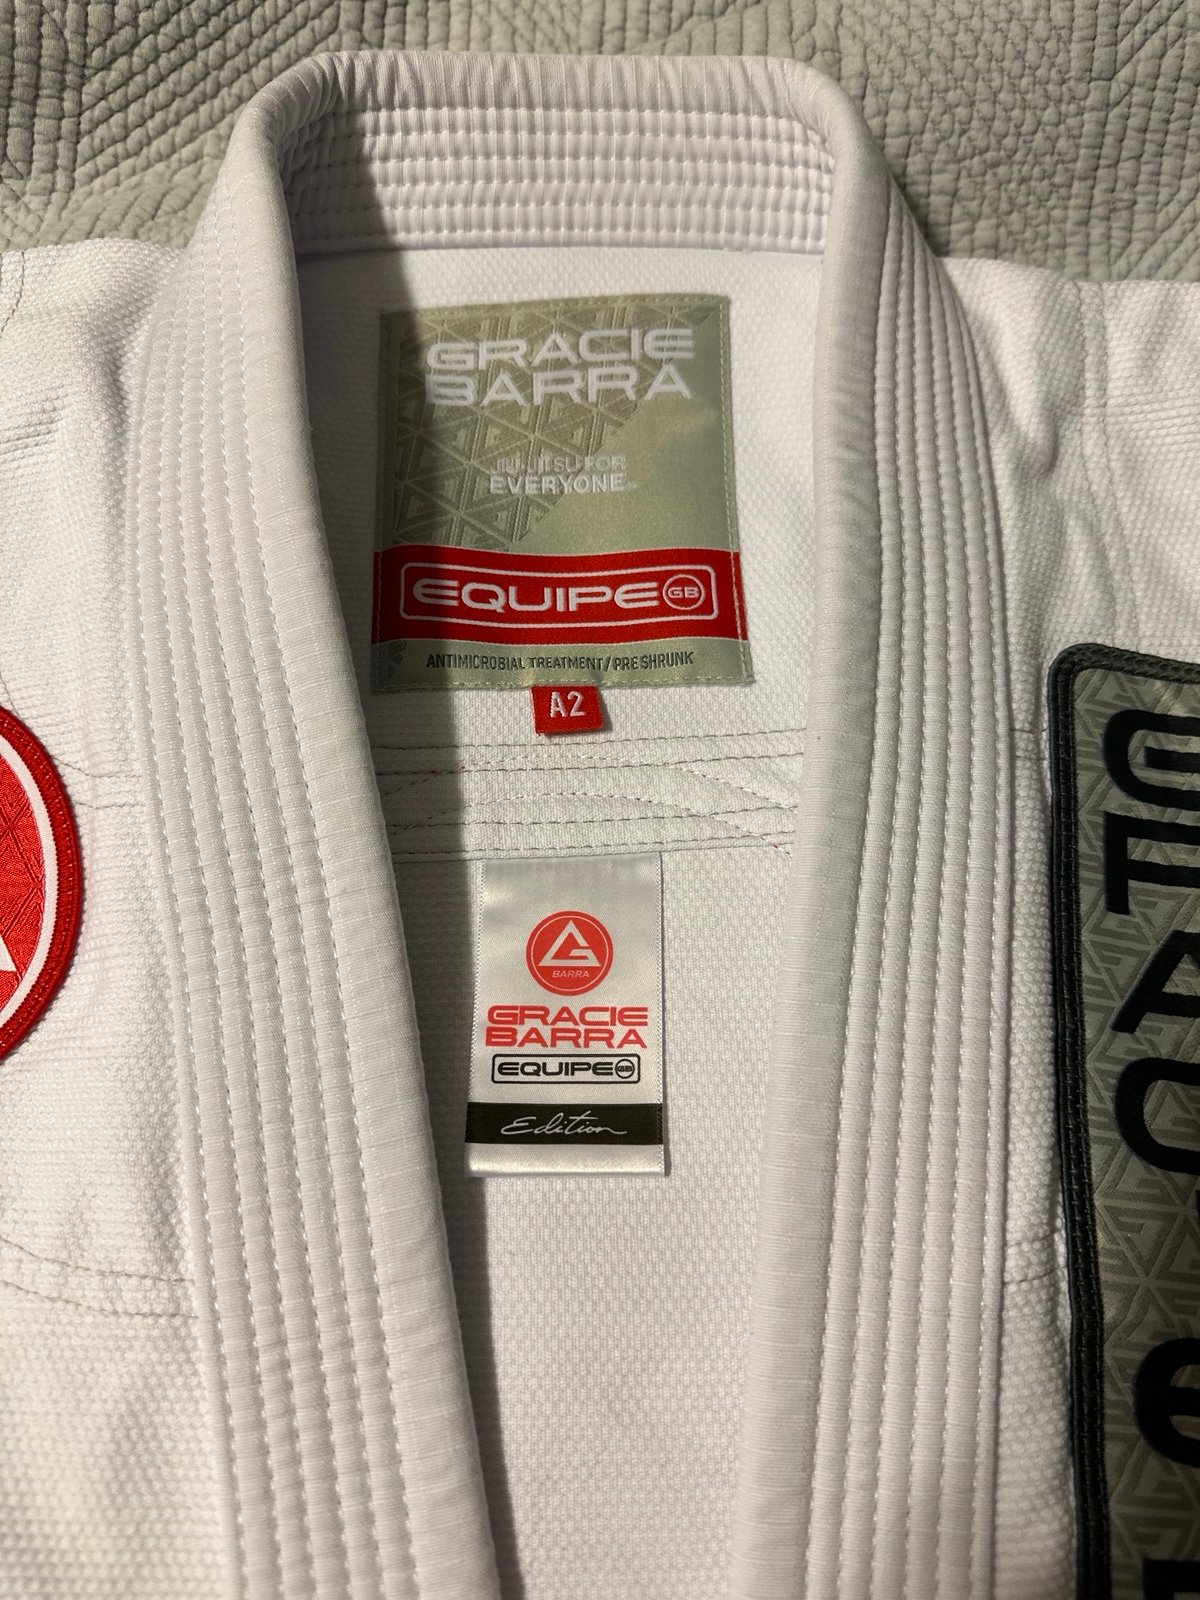 GRACIE
BARRA
JIU-JITSU FOR
EVERYONE
EQUIPE GB
ANTIMICROBIAL TREATMENT / PRE SHRUNK
A2
BARRA
GRACIE
BARRA
EQUIPE GB
Edition
GRAC